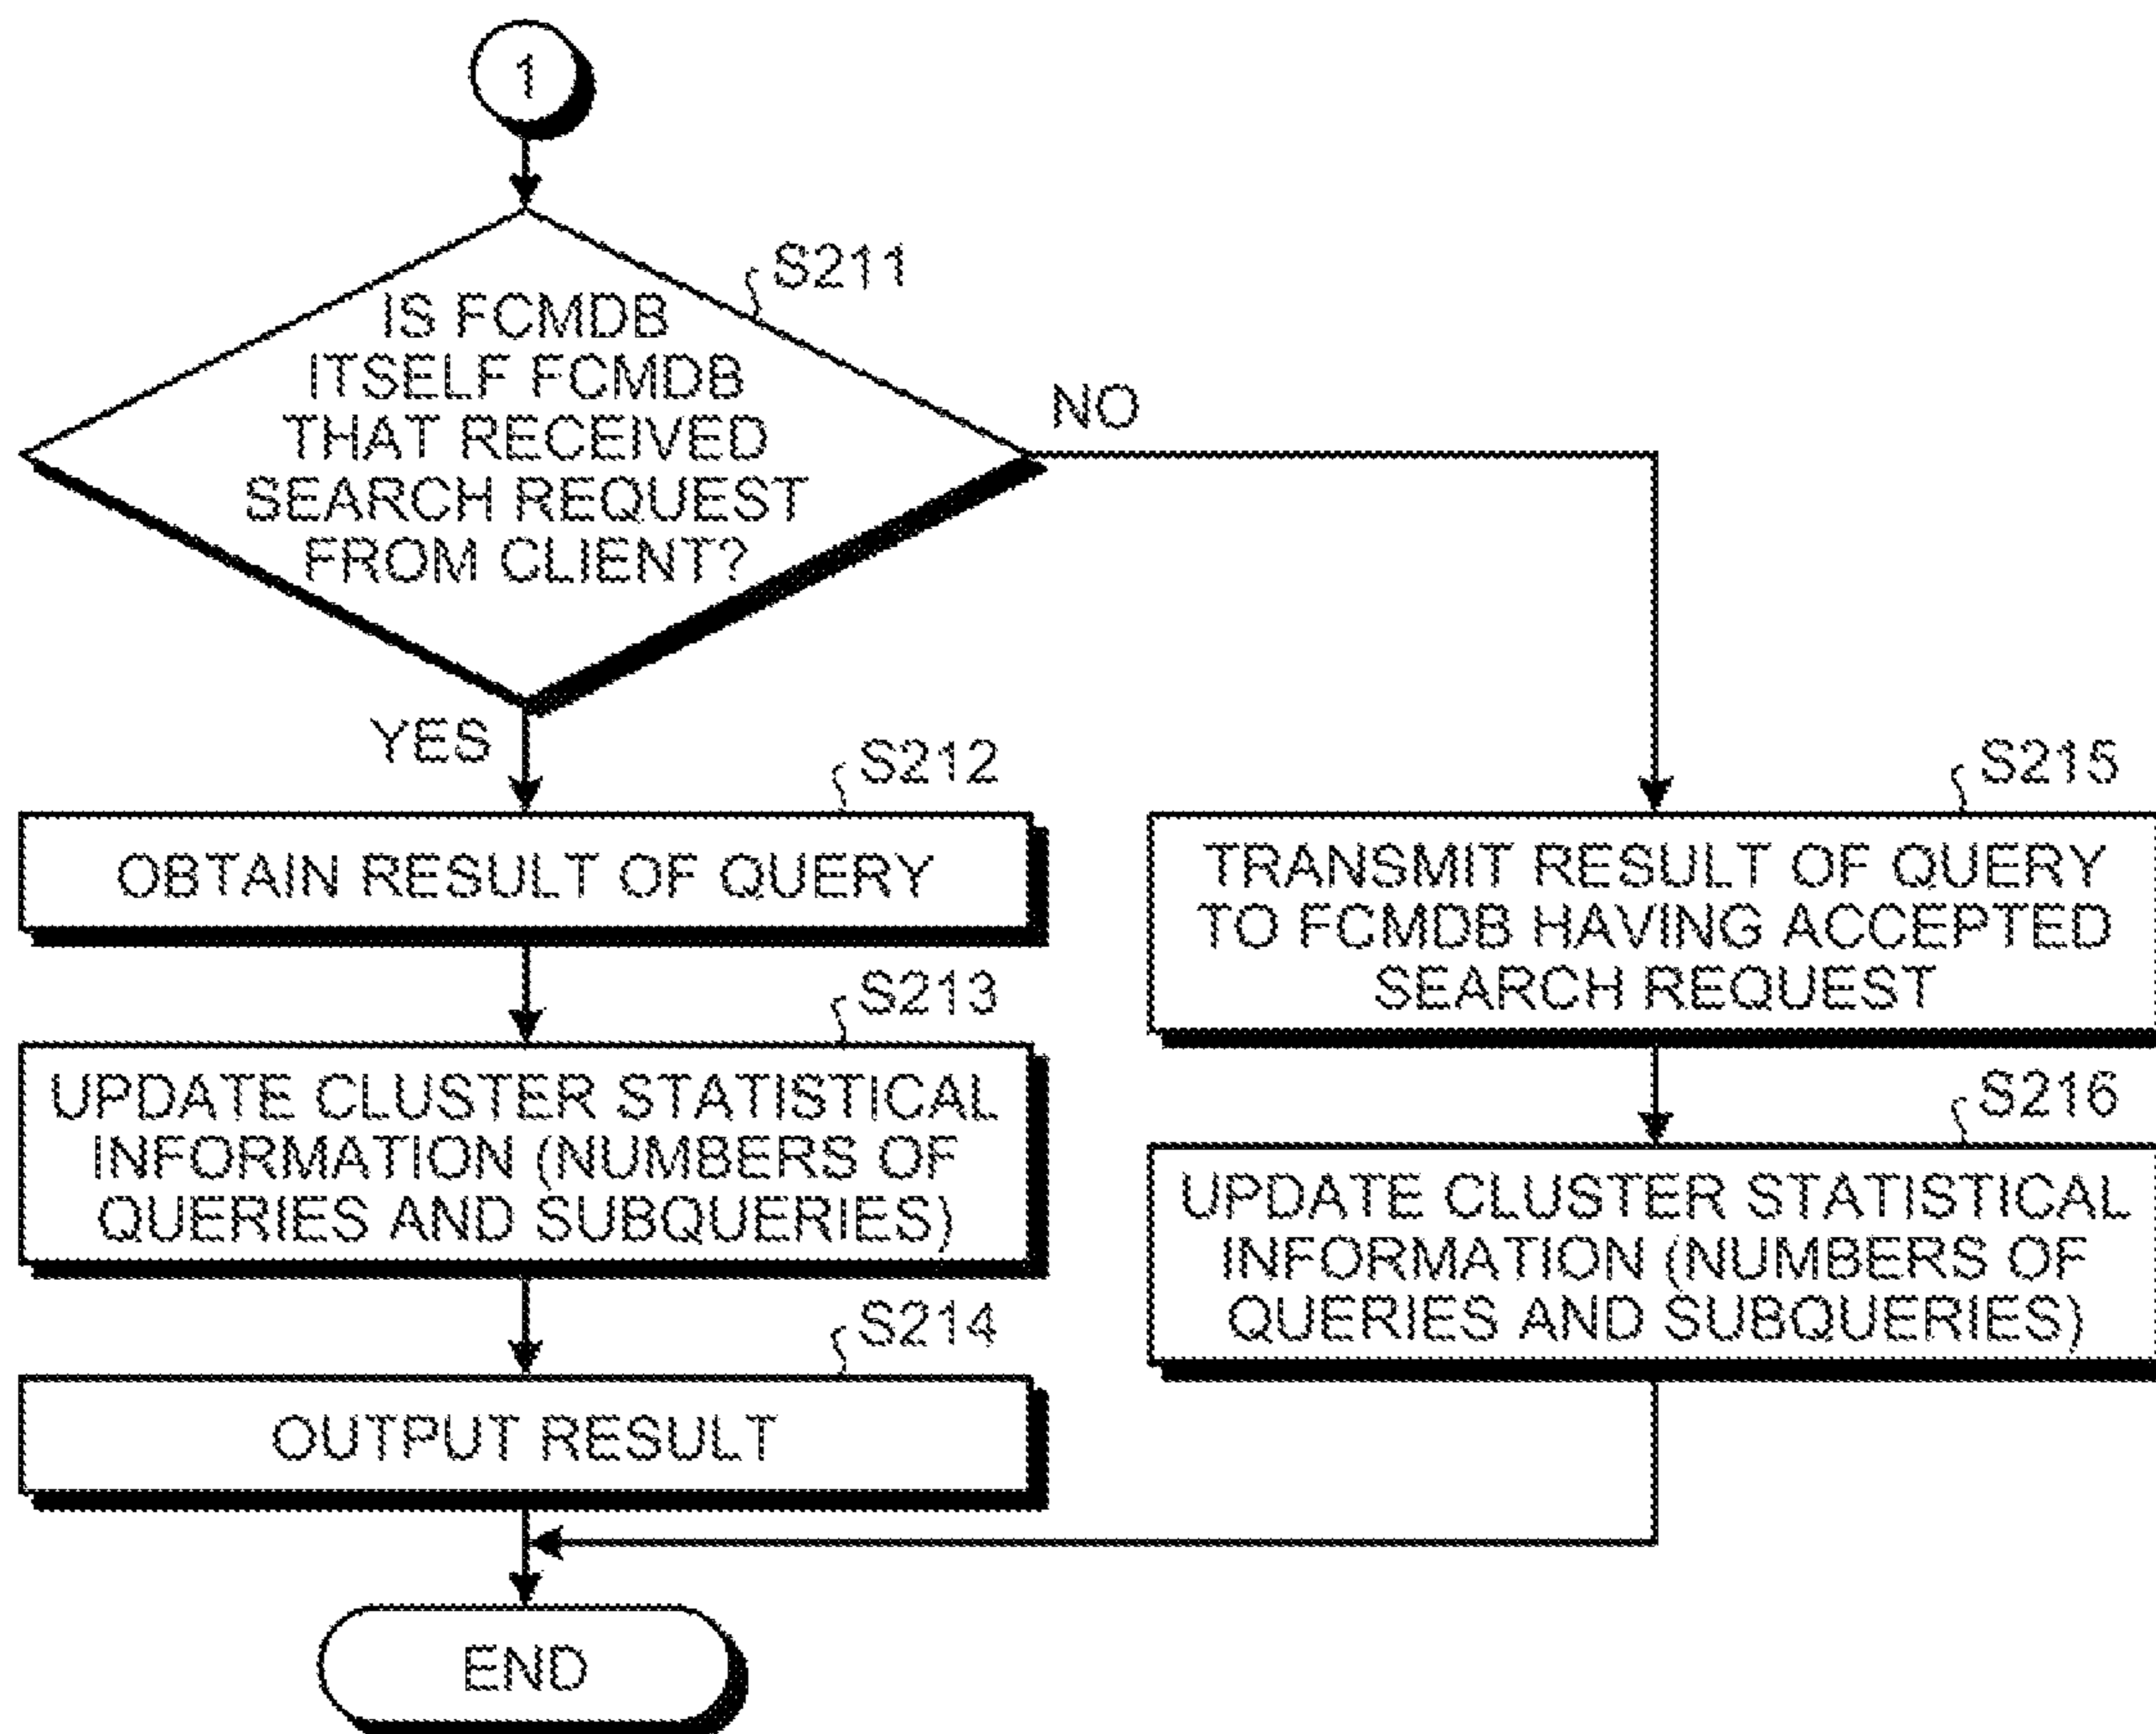 1
S211
IS FCMDB
ITSELF FCMDB
THAT RECEIVED
SEARCH REQUEST
FROM CLIENT?
NO
YES
S212
OBTAIN RESULT OF QUERY
S213
UPDATE CLUSTER STATISTICAL
INFORMATION (NUMBERS OF
QUERIES AND SUBQUERIES)
S214
OUTPUT RESULT
S215
TRANSMIT RESULT OF QUERY
TO FCMDB HAVING ACCEPTED
SEARCH REQUEST
S216
UPDATE CLUSTER STATISTICAL
INFORMATION (NUMBERS OF
QUERIES AND SUBQUERIES)
END